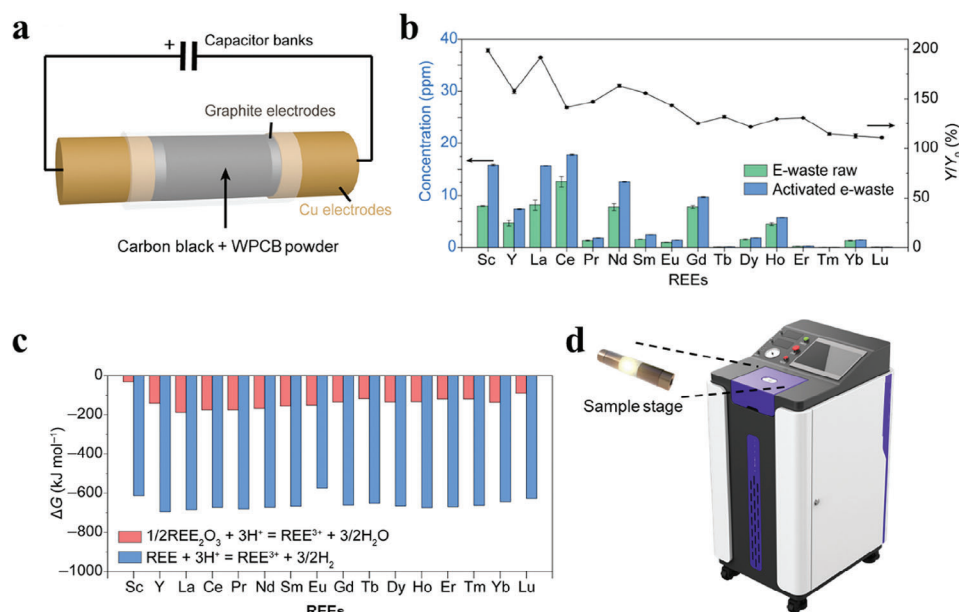 a
+
Capacitor banks
Graphite electrodes
Cu electrodes
Carbon black + WPCB powder
b
Concentration (ppm)
40
30
20
10
0
200
150
100
50
0
Y/Y₀ (%)
E-waste raw
Activated e-waste
Sc Y La Ce Pr Nd Sm Eu Gd Tb Dy Ho Er Tm Yb Lu
REEs
c
ΔG (kJ mol⁻¹)
0
−200
−400
−600
−800
−1000
1/2REE₂O₃ + 3H⁺ = REE³⁺ + 3/2H₂O
REE + 3H⁺ = REE³⁺ + 3/2H₂
Sc Y La Ce Pr Nd Sm Eu Gd Tb Dy Ho Er Tm Yb Lu
REEs
d
Sample stage